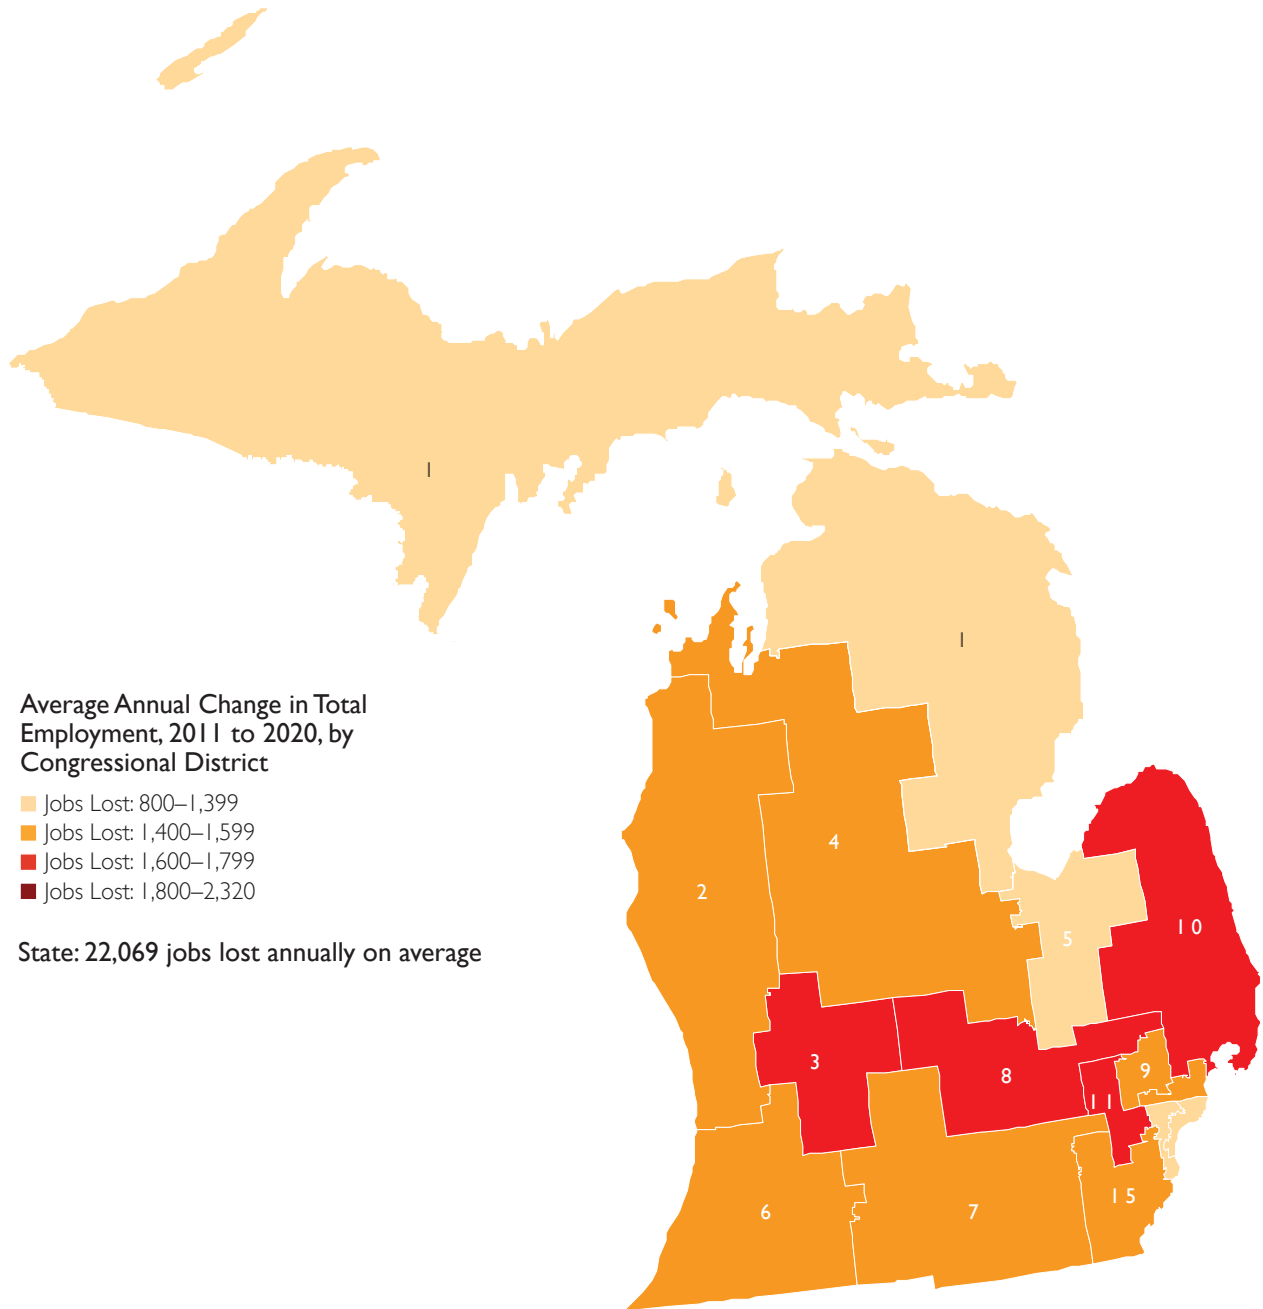 1
1
Average Annual Change in Total
Employment, 2011 to 2020, by
Congressional District
Jobs Lost: 800–1,399
Jobs Lost: 1,400–1,599
Jobs Lost: 1,600–1,799
Jobs Lost: 1,800–2,320
State: 22,069 jobs lost annually on average
4
2
10
5
3
8
9
11
15
6
7